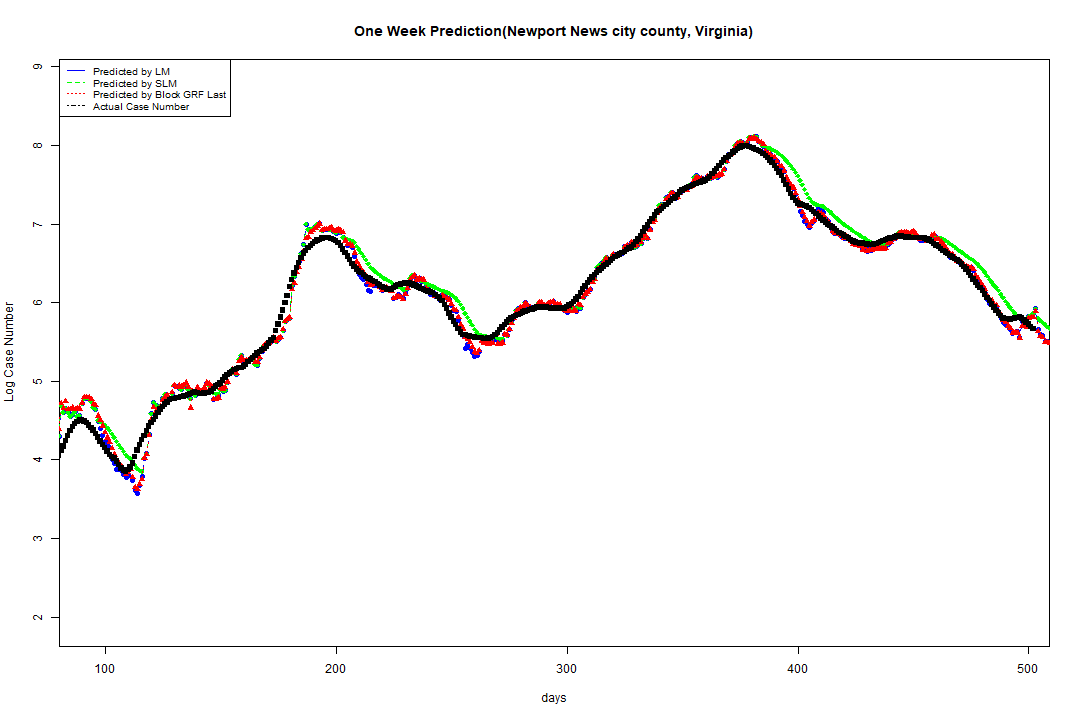 One Week Prediction(Newport News city county, Virginia)
Predicted by LM
Predicted by SLM
Predicted by Block GRF Last
Actual Case Number
9
8
7
6
5
4
3
2
Log Case Number
100 200 300 400 500
days